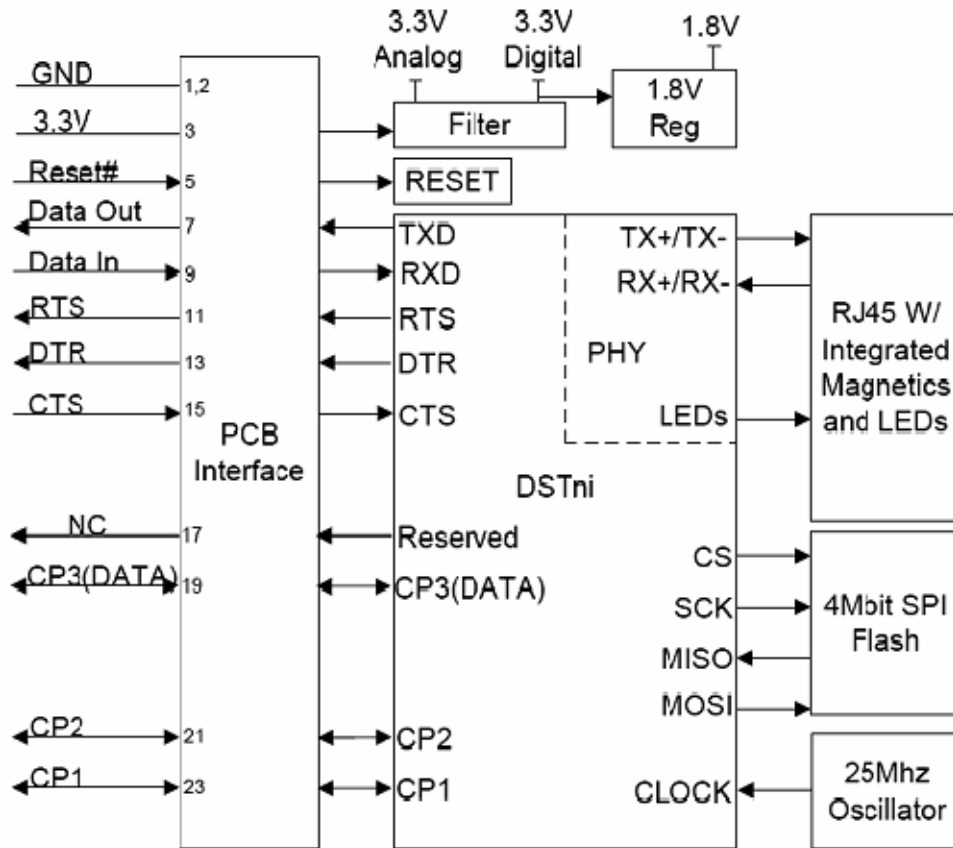 3.3V
Analog
3.3V
Digital
1.8V
GND
1,2
3.3V
3
Filter
1.8V
Reg
Reset#
5
RESET
Data Out
7
TXD
TX+/TX-
Data In
9
RXD
RX+/RX-
RTS
11
RTS
DTR
13
DTR
PHY
CTS
15
CTS
LEDs
RJ45 W/
Integrated
Magnetics
and LEDs
PCB
Interface
DSTni
NC
17
Reserved
CP3(DATA)
19
CP3(DATA)
CS
SCK
MISO
MOSI
4Mbit SPI
Flash
CP2
21
CP2
CP1
23
CP1
CLOCK
25Mhz
Oscillator